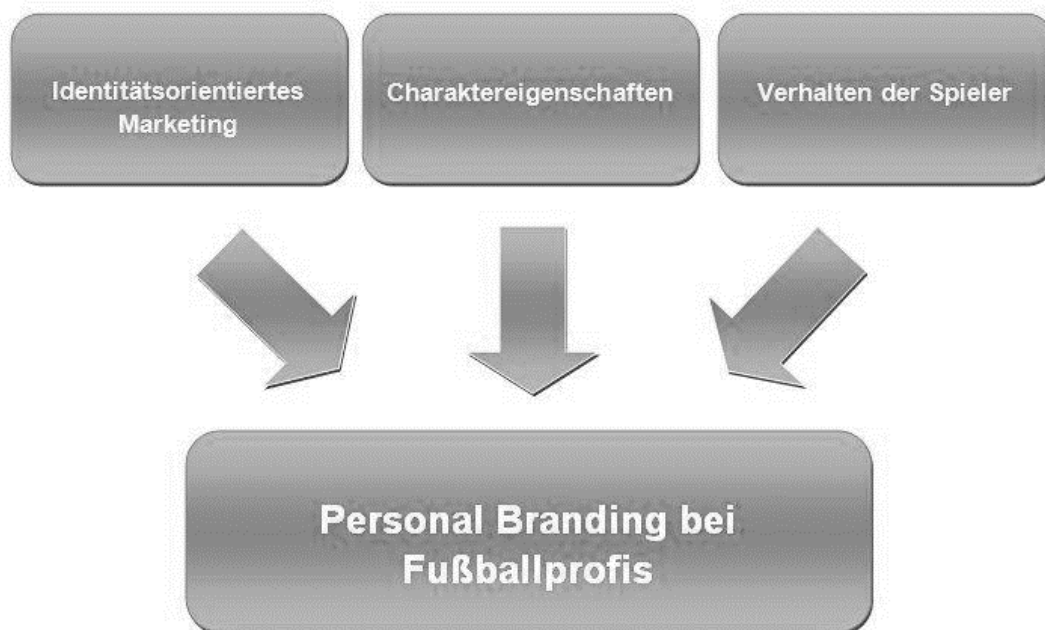 Identitätsorientiertes
Marketing
Charaktereigenschaften
Verhalten der Spieler
Personal Branding bei
Fußballprofis